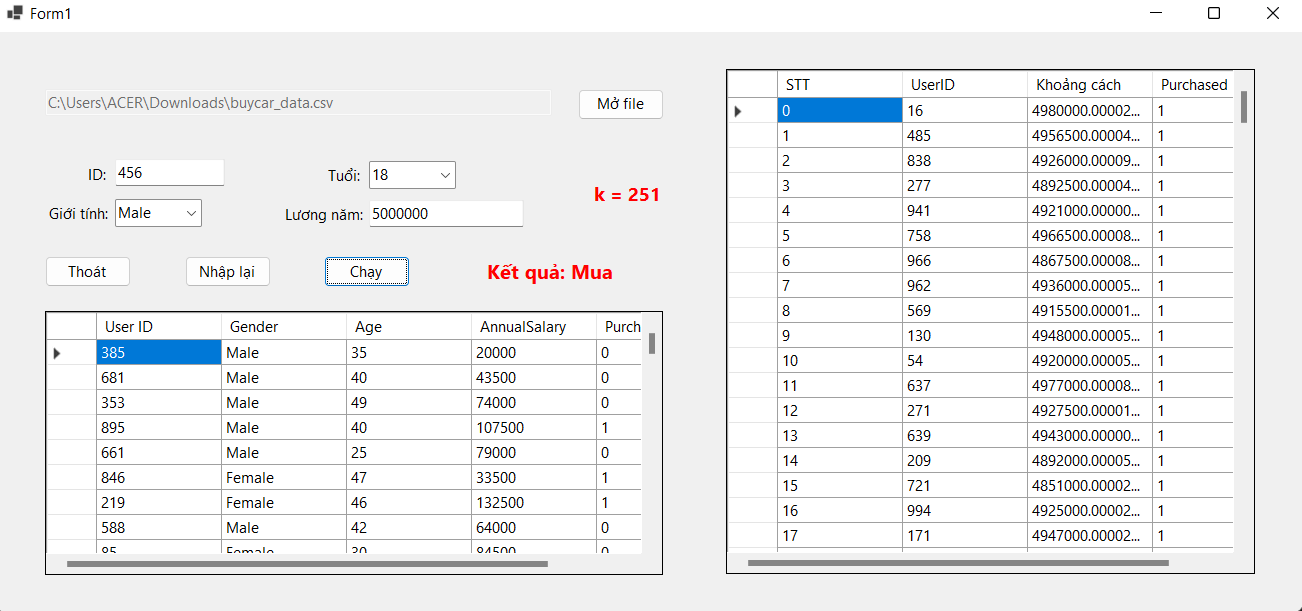 Form1
C:\Users\ACER\Downloads\buycar_data.csv
Mở file
ID: 456
Tuổi: 18
k = 251
Giới tính: Male
Lương năm: 5000000
Thoát
Nhập lại
Chạy
Kết quả: Mua
User ID Gender Age AnnualSalary Purch
385 Male 35 20000 0
681 Male 40 43500 0
353 Male 49 74000 0
895 Male 40 107500 1
661 Male 25 79000 0
846 Female 47 33500 1
219 Female 46 132500 1
588 Male 42 64000 0
85 Female 30 84500 0
STT UserID Khoảng cách Purchased
0 16 4980000.00002... 1
1 485 4956500.00004... 1
2 838 4926000.00009... 1
3 277 4892500.00004... 1
4 941 4921000.00000... 1
5 758 4966500.00008... 1
6 966 4867500.00008... 1
7 962 4936000.00005... 1
8 569 4915500.00001... 1
9 130 4948000.00005... 1
10 54 4920000.00005... 1
11 637 4977000.00008... 1
12 271 4927500.00001... 1
13 639 4943000.00000... 1
14 209 4892000.00005... 1
15 721 4851000.00002... 1
16 994 4925000.00002... 1
17 171 4947000.00002... 1